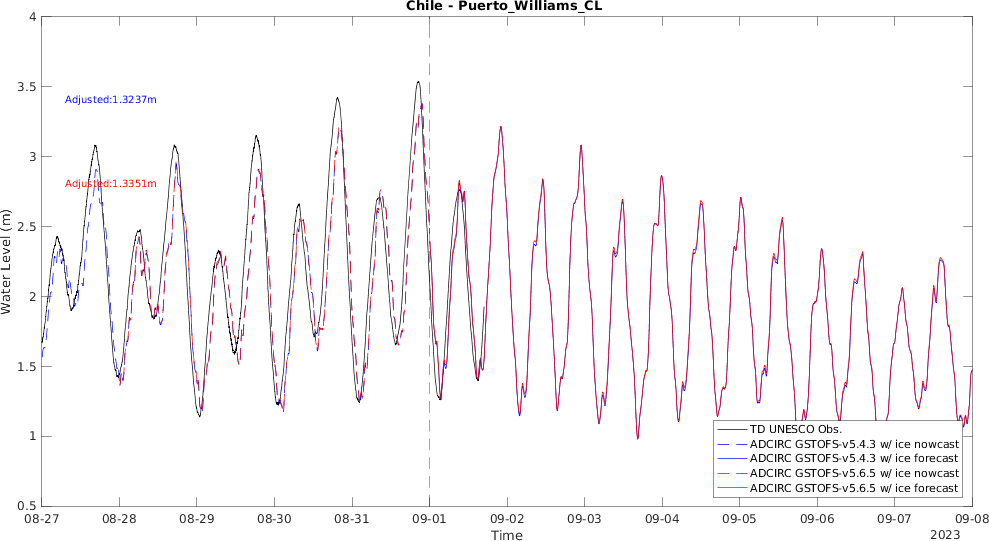 Chile - Puerto_Williams_CL
4
3.5
3
2.5
2
1.5
1
0.5
Water Level (m)
Adjusted:1.3237m
Adjusted:1.3351m
TD UNESCO Obs.
ADCIRC GSTOFS-v5.4.3 w/ ice nowcast
ADCIRC GSTOFS-v5.4.3 w/ ice forecast
ADCIRC GSTOFS-v5.6.5 w/ ice nowcast
ADCIRC GSTOFS-v5.6.5 w/ ice forecast
08-27 08-28 08-29 08-30 08-31 09-01 09-02 09-03 09-04 09-05 09-06 09-07 09-08
Time
2023